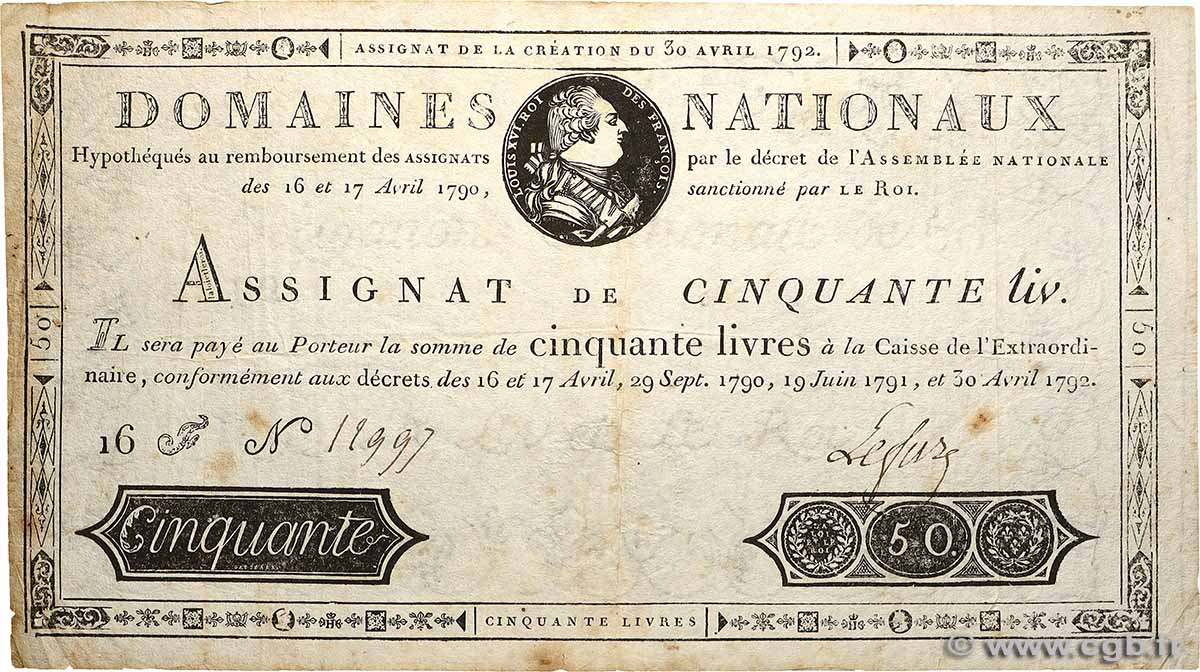 ASSIGNAT DE LA CRÉATION DU 30 AVRIL 1792.
DOMAINES NATIONAUX
LOUIS XVI. ROI DES FRANÇOIS.
Hypothéqués au remboursement des ASSIGNATS par le décret de l'ASSEMBLÉE NATIONALE
des 16 et 17 Avril 1790, sanctionné par LE ROI.
ASSIGNAT DE CINQUANTE liv.
IL sera payé au Porteur la somme de cinquante livres à la Caisse de l'Extraordi-
naire, conformément aux décrets des 16 et 17 Avril, 29 Sept. 1790, 19 Juin 1791, et 30 Avril 1792.
50
50
16 F N° 12997
Cinquante
50.
CINQUANTE LIVRES
© www.cgb.fr